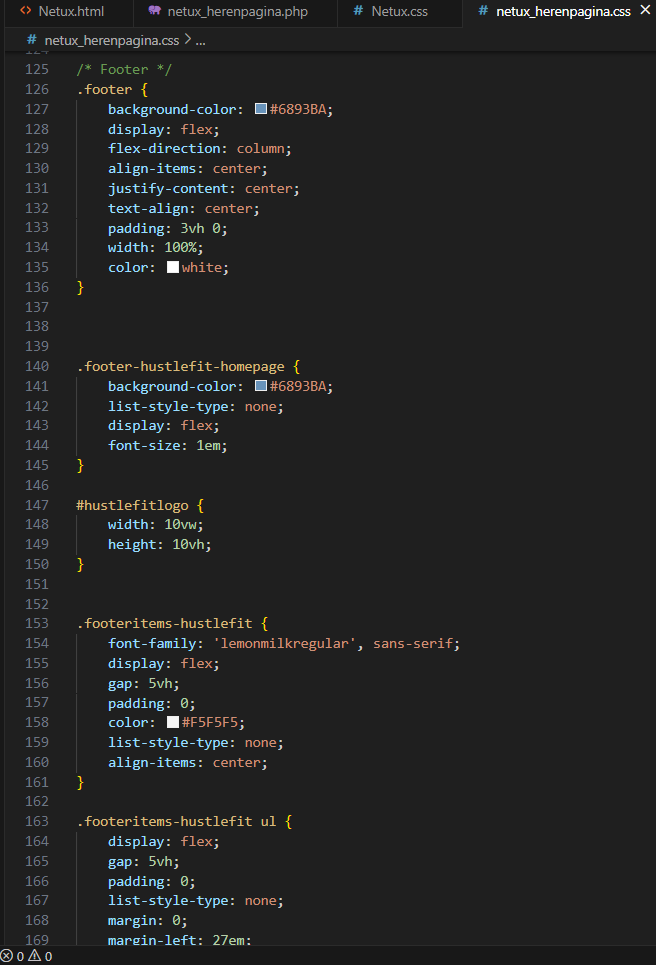 Netux.html netux_herenpagina.php # Netux.css # netux_herenpagina.css
# netux_herenpagina.css > ...
124
125 /* Footer */
126 .footer {
127 background-color: #6893BA;
128 display: flex;
129 flex-direction: column;
130 align-items: center;
131 justify-content: center;
132 text-align: center;
133 padding: 3vh 0;
134 width: 100%;
135 color: white;
136 }
137
138
139
140 .footer-hustlefit-homepage {
141 background-color: #6893BA;
142 list-style-type: none;
143 display: flex;
144 font-size: 1em;
145 }
146
147 #hustlefitlogo {
148 width: 10vw;
149 height: 10vh;
150 }
151
152
153 .footeritems-hustlefit {
154 font-family: 'lemonmilkregular', sans-serif;
155 display: flex;
156 gap: 5vh;
157 padding: 0;
158 color: #F5F5F5;
159 list-style-type: none;
160 align-items: center;
161 }
162
163 .footeritems-hustlefit ul {
164 display: flex;
165 gap: 5vh;
166 padding: 0;
167 list-style-type: none;
168 margin: 0;
169 margin-left: 27em;
0 0